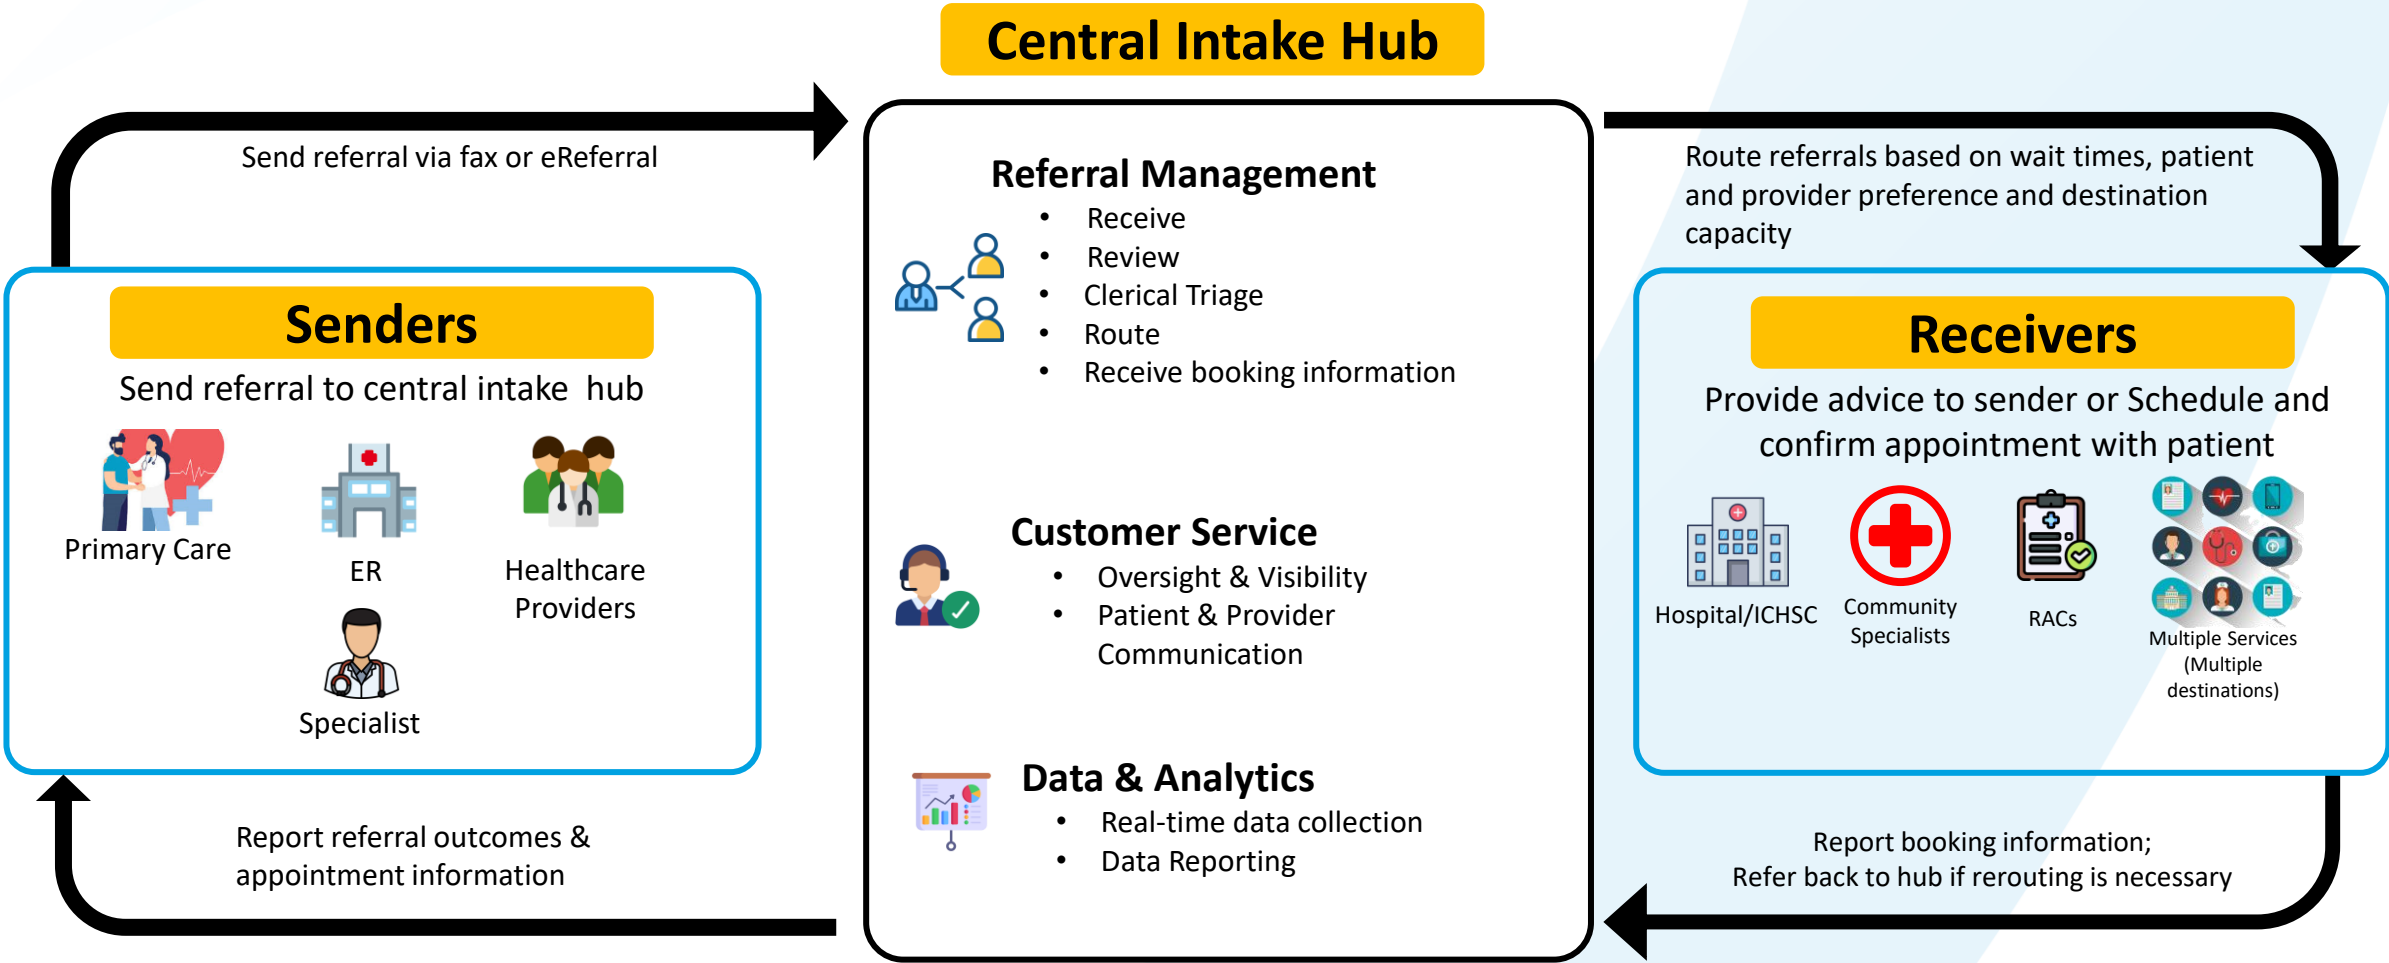 Central Intake Hub
Send referral via fax or eReferral
Senders
Send referral to central intake hub
Primary Care
ER
Healthcare
Providers
Specialist
Report referral outcomes &
appointment information
Referral Management
• Receive
• Review
• Clerical Triage
• Route
• Receive booking information
Customer Service
• Oversight & Visibility
• Patient & Provider
Communication
Data & Analytics
• Real-time data collection
• Data Reporting
Route referrals based on wait times, patient
and provider preference and destination
capacity
Receivers
Provide advice to sender or Schedule and
confirm appointment with patient
Hospital/ICHSC
Community
Specialists
RACs
Multiple Services
(Multiple
destinations)
Report booking information;
Refer back to hub if rerouting is necessary